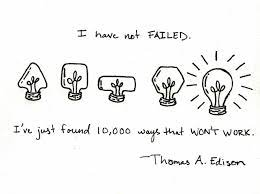 I have not FAILED.
I've just found 10,000 ways that WON'T WORK.
—Thomas A. Edison